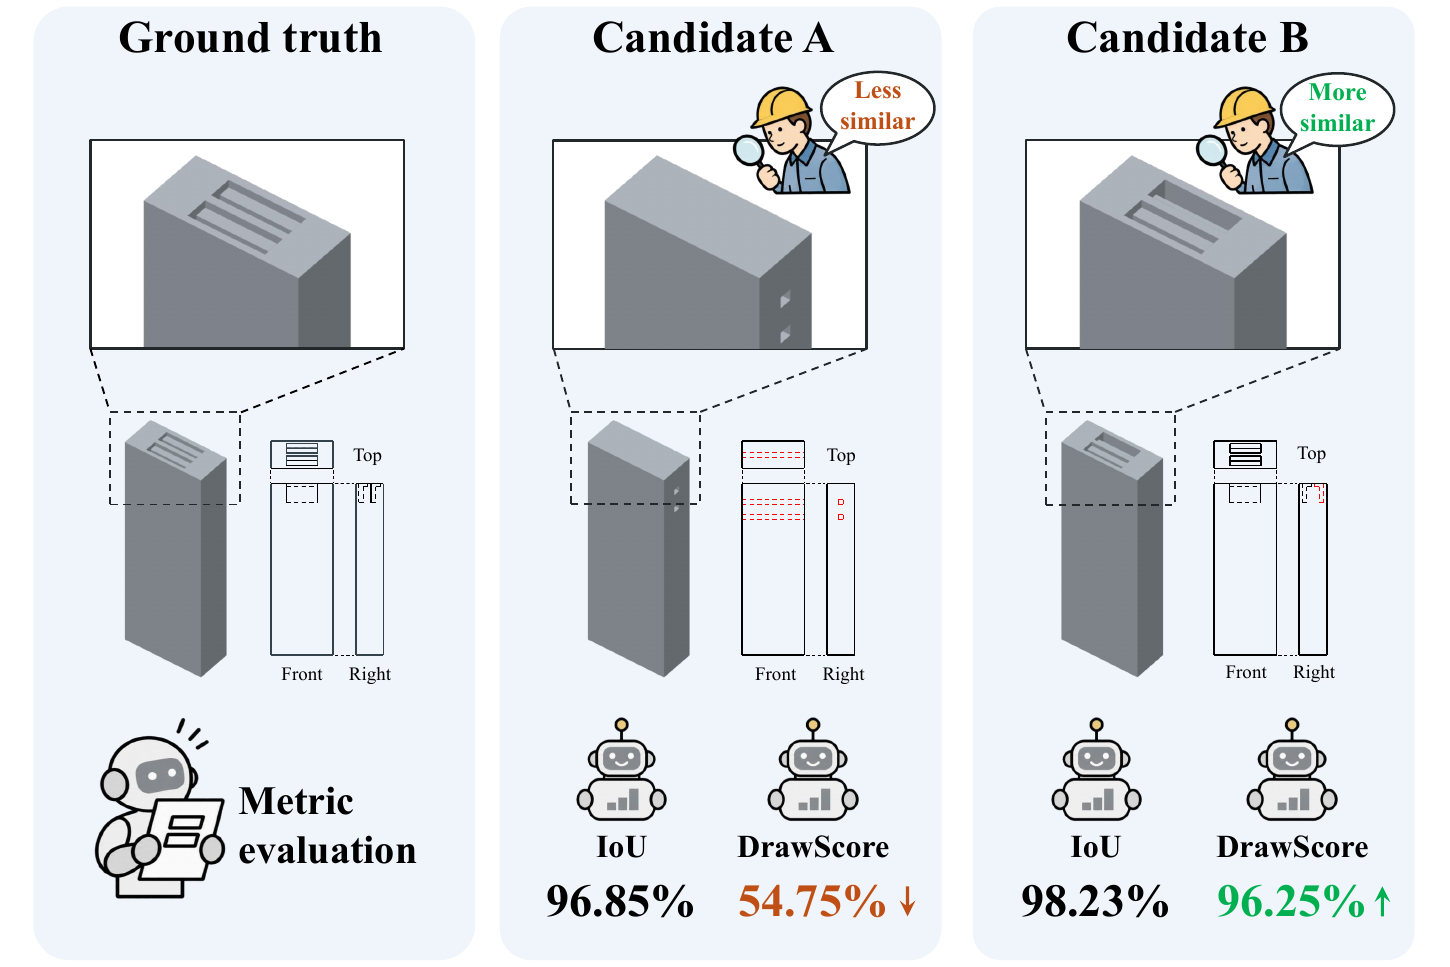 Ground truth
Top
Front
Right
Metric
evaluation
Candidate A
Less
similar
Top
Front
Right
IoU
DrawScore
96.85%
54.75% ↓
Candidate B
More
similar
Top
Front
Right
IoU
DrawScore
98.23%
96.25% ↑